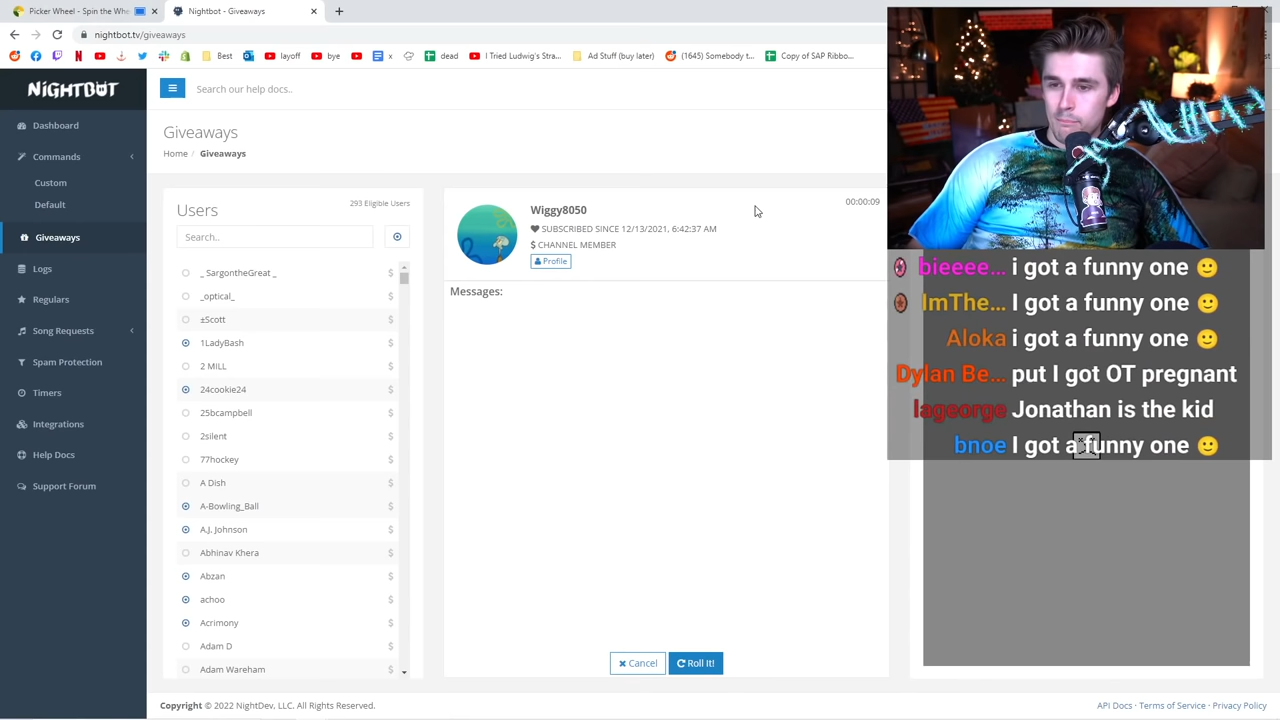 Picker Wheel - Spin the Whe
Nightbot - Giveaways
nightbot.tv/giveaways
Best
layoff
bye
x
dead
I Tried Ludwig's Stra...
Ad Stuff (buy later)
(1645) Somebody t...
Copy of SAP Ribbo...
NiGHTBOT
Search our help docs..
Dashboard
Commands
Custom
Default
Giveaways
Logs
Regulars
Song Requests
Spam Protection
Timers
Integrations
Help Docs
Support Forum
Giveaways
Home / Giveaways
Users
293 Eligible Users
Search...
_ SargontheGreat _ $
_optical_ $
±Scott $
1LadyBash $
2 MILL $
24cookie24 $
25bcampbell $
2silent $
77hockey $
A Dish $
A-Bowling_Ball $
A.J. Johnson $
Abhinav Khera $
Abzan $
achoo $
Acrimony $
Adam D $
Adam Wareham $
Wiggy8050
00:00:09
SUBSCRIBED SINCE 12/13/2021, 6:42:37 AM
$ CHANNEL MEMBER
Profile
Messages:
Cancel
Roll It!
bieeee... i got a funny one 🙂
ImThe... I got a funny one 🙂
Aloka i got a funny one 🙂
Dylan Be... put I got OT pregnant
lageorge Jonathan is the kid
bnoe I got a funny one 🙂
Copyright © 2022 NightDev, LLC. All Rights Reserved.
API Docs · Terms of Service · Privacy Policy